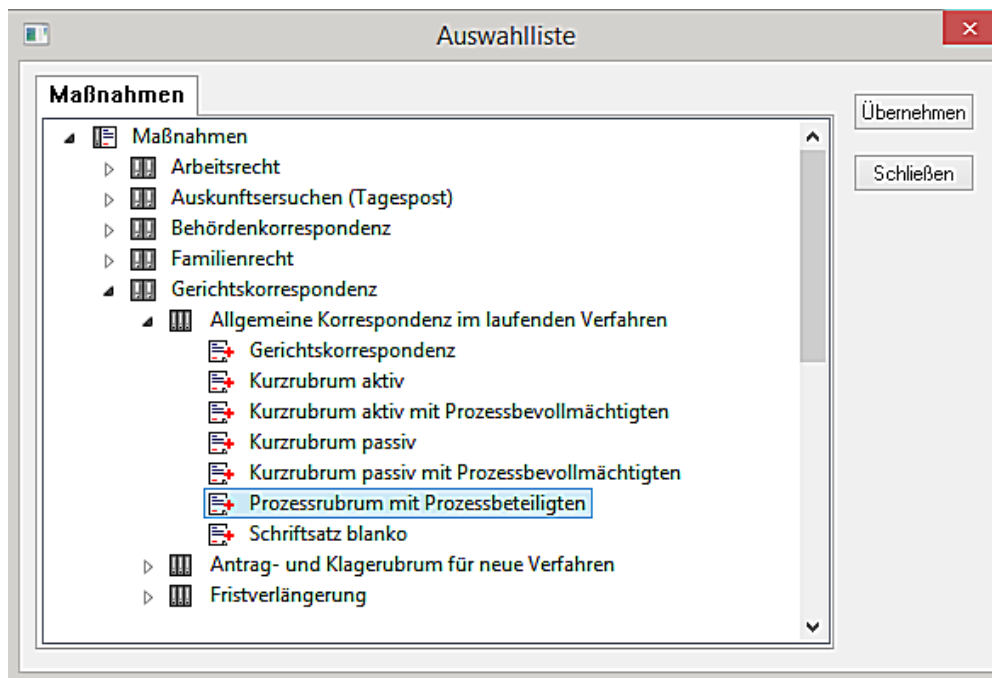 Auswahlliste
Maßnahmen
Übernehmen
Schließen
Maßnahmen
Arbeitsrecht
Auskunftsersuchen (Tagespost)
Behördenkorrespondenz
Familienrecht
Gerichtskorrespondenz
Allgemeine Korrespondenz im laufenden Verfahren
Gerichtskorrespondenz
Kurzrubrum aktiv
Kurzrubrum aktiv mit Prozessbevollmächtigten
Kurzrubrum passiv
Kurzrubrum passiv mit Prozessbevollmächtigten
Prozessrubrum mit Prozessbeteiligten
Schriftsatz blanko
Antrag- und Klagerubrum für neue Verfahren
Fristverlängerung